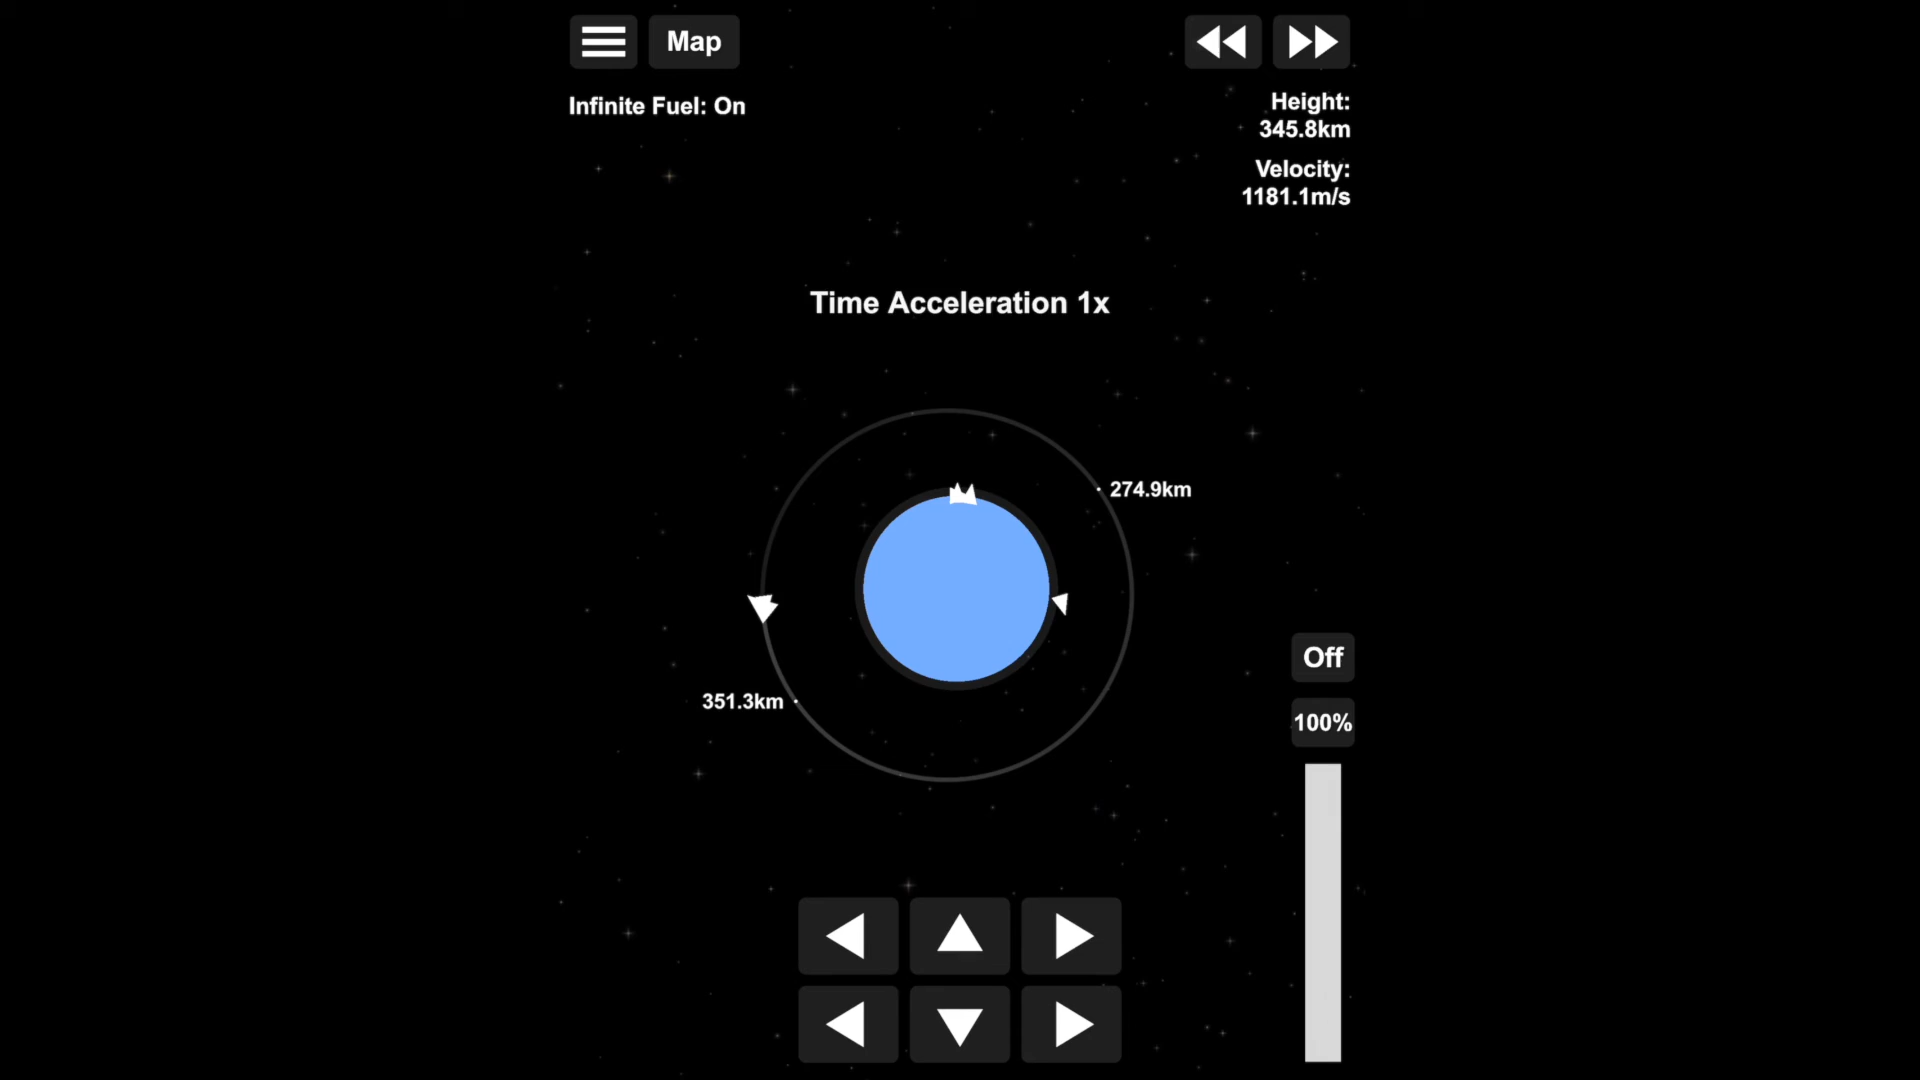 Map
Infinite Fuel: On
Height:
345.8km
Velocity:
1181.1m/s
Time Acceleration 1x
274.9km
351.3km
Off
100%